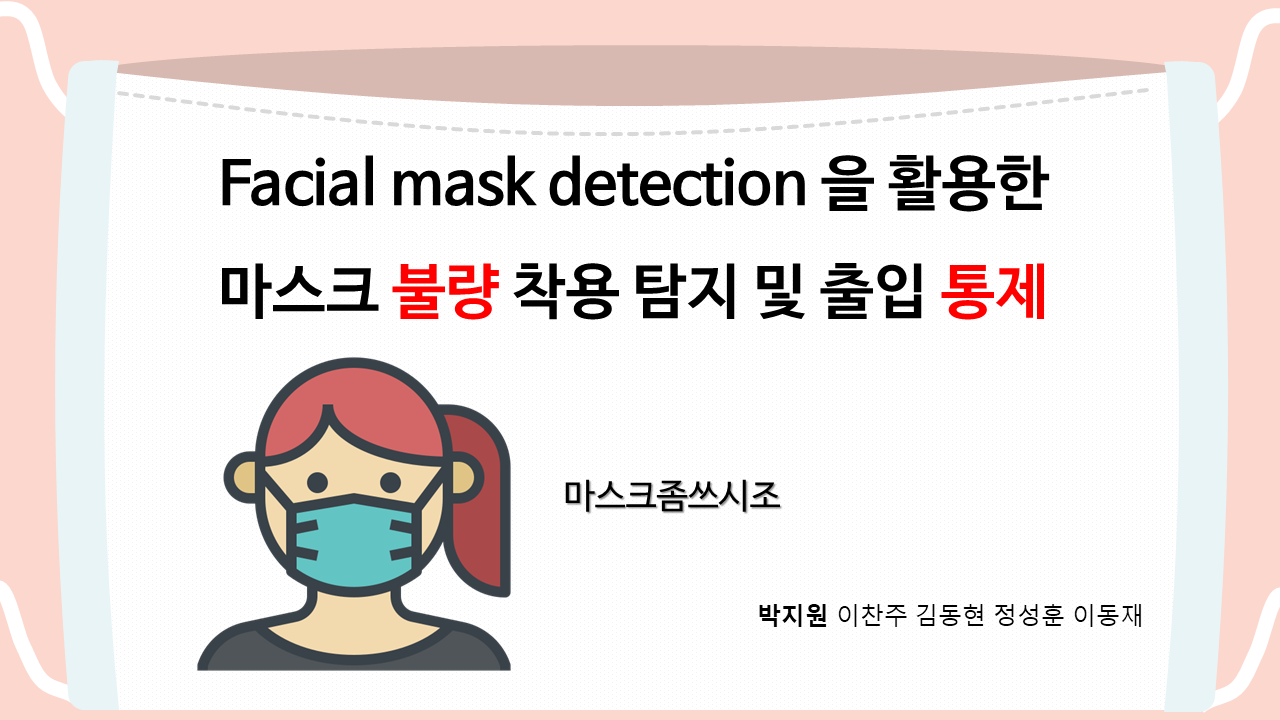 Facial mask detection 을 활용한
마스크 불량 착용 탐지 및 출입 통제
마스크좀쓰시조
박지원 이찬주 김동현 정성훈 이동재